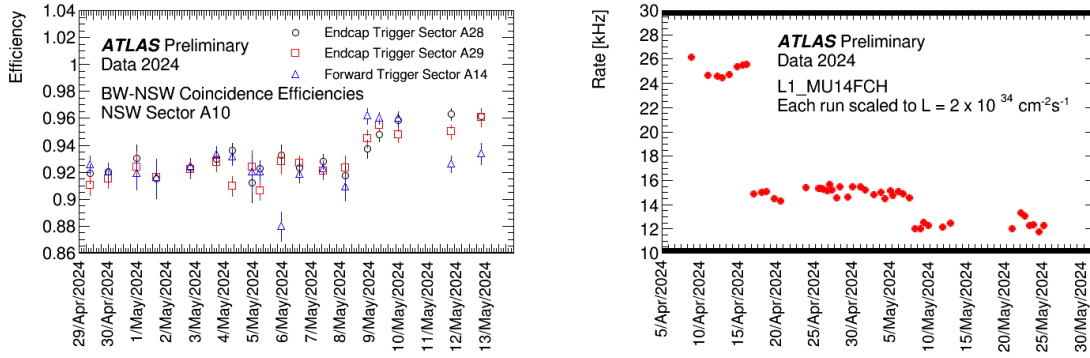 1.04
1.02
1
0.98
0.96
0.94
0.92
0.9
0.88
0.86
Efficiency
ATLAS Preliminary
Data 2024
BW-NSW Coincidence Efficiencies
NSW Sector A10
Endcap Trigger Sector A28
Endcap Trigger Sector A29
Forward Trigger Sector A14
29/Apr/2024
30/Apr/2024
1/May/2024
2/May/2024
3/May/2024
4/May/2024
5/May/2024
6/May/2024
7/May/2024
8/May/2024
9/May/2024
10/May/2024
11/May/2024
12/May/2024
13/May/2024
30
28
26
24
22
20
18
16
14
12
10
Rate [kHz]
ATLAS Preliminary
Data 2024
L1_MU14FCH
Each run scaled to L = 2 x 10 34 cm-2s-1
5/Apr/2024
10/Apr/2024
15/Apr/2024
20/Apr/2024
24/Apr/2024
25/Apr/2024
30/Apr/2024
5/May/2024
10/May/2024
15/May/2024
20/May/2024
25/May/2024
30/May/2024